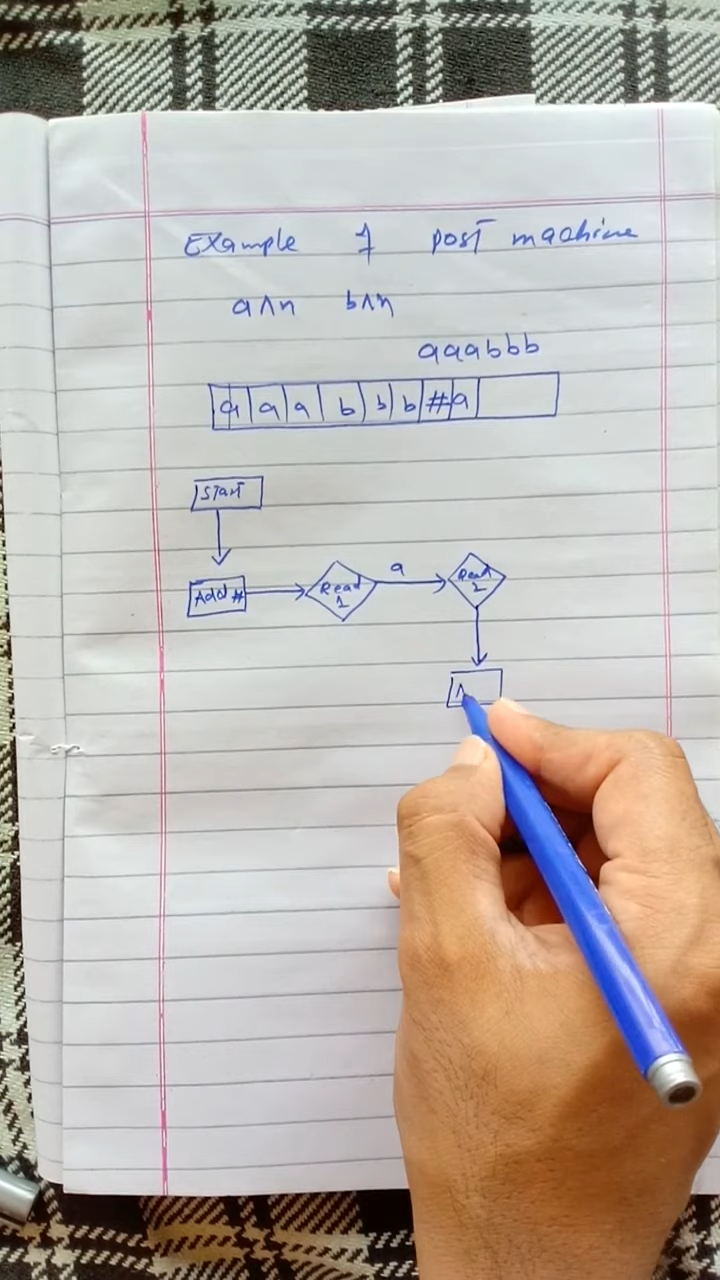 Example of post machine
a^n b^n
aaabbb
a a a b b b # a
Start
Add # Read 1 a Read 2